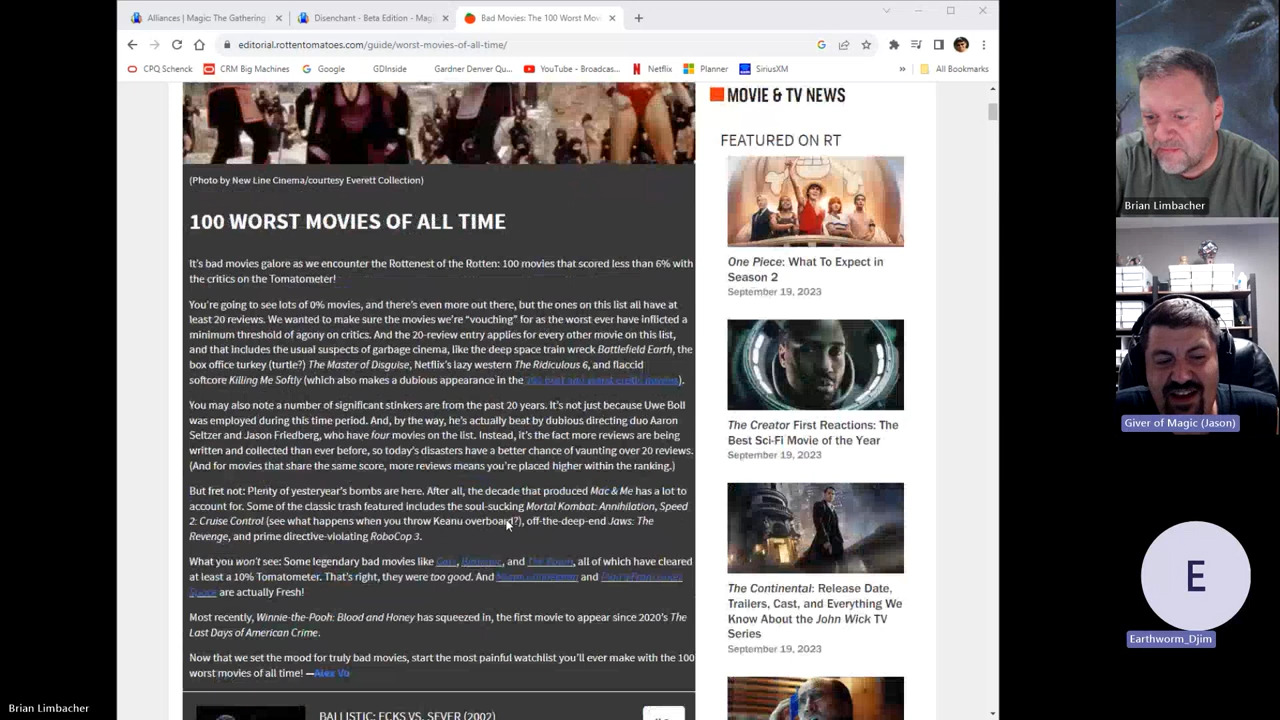 Alliances | Magic: The Gathering
Disenchant - Beta Edition - Magi
Bad Movies: The 100 Worst Mov
editorial.rottentomatoes.com/guide/worst-movies-of-all-time/
CPQ Schenck
CRM Big Machines
Google
GDInside
Gardner Denver Qu...
YouTube - Broadcas...
Netflix
Planner
SiriusXM
All Bookmarks
(Photo by New Line Cinema/courtesy Everett Collection)
100 WORST MOVIES OF ALL TIME
It's bad movies galore as we encounter the Rottenest of the Rotten: 100 movies that scored less than 6% with
the critics on the Tomatometer!
You're going to see lots of 0% movies, and there's even more out there, but the ones on this list all have at
least 20 reviews. We wanted to make sure the movies we're "vouching" for as the worst ever have inflicted a
minimum threshold of agony on critics. And the 20-review entry applies for every other movie on this list,
and that includes the usual suspects of garbage cinema, like the deep space train wreck Battlefield Earth, the
box office turkey (turtle?) The Master of Disguise, Netflix's lazy western The Ridiculous 6, and flaccid
softcore Killing Me Softly (which also makes a dubious appearance in the
).
You may also note a number of significant stinkers are from the past 20 years. It's not just because Uwe Boll
was employed during this time period. And, by the way, he's actually beat by dubious directing duo Aaron
Seltzer and Jason Friedberg, who have four movies on the list. Instead, it's the fact more reviews are being
written and collected than ever before, so today's disasters have a better chance of vaunting over 20 reviews.
(And for movies that share the same score, more reviews means you're placed higher within the ranking.)
But fret not: Plenty of yesteryear's bombs are here. After all, the decade that produced Mac & Me has a lot to
account for. Some of the classic trash featured includes the soul-sucking Mortal Kombat: Annihilation, Speed
2: Cruise Control (see what happens when you throw Keanu overboard?), off-the-deep-end Jaws: The
Revenge, and prime directive-violating RoboCop 3.
What you won't see: Some legendary bad movies like , , and , all of which have cleared
at least a 10% Tomatometer. That's right, they were too good. And and
are actually Fresh!
Most recently, Winnie-the-Pooh: Blood and Honey has squeezed in, the first movie to appear since 2020's The
Last Days of American Crime.
Now that we set the mood for truly bad movies, start the most painful watchlist you'll ever make with the 100
worst movies of all time! —Alex Vo
BALLISTIC: ECKS VS. SEVER (2002)
MOVIE & TV NEWS
FEATURED ON RT
One Piece: What To Expect in
Season 2
September 19, 2023
The Creator First Reactions: The
Best Sci-Fi Movie of the Year
September 19, 2023
The Continental: Release Date,
Trailers, Cast, and Everything We
Know About the John Wick TV
Series
September 19, 2023
Brian Limbacher
Giver of Magic (Jason)
E
Earthworm_Djim
Brian Limbacher